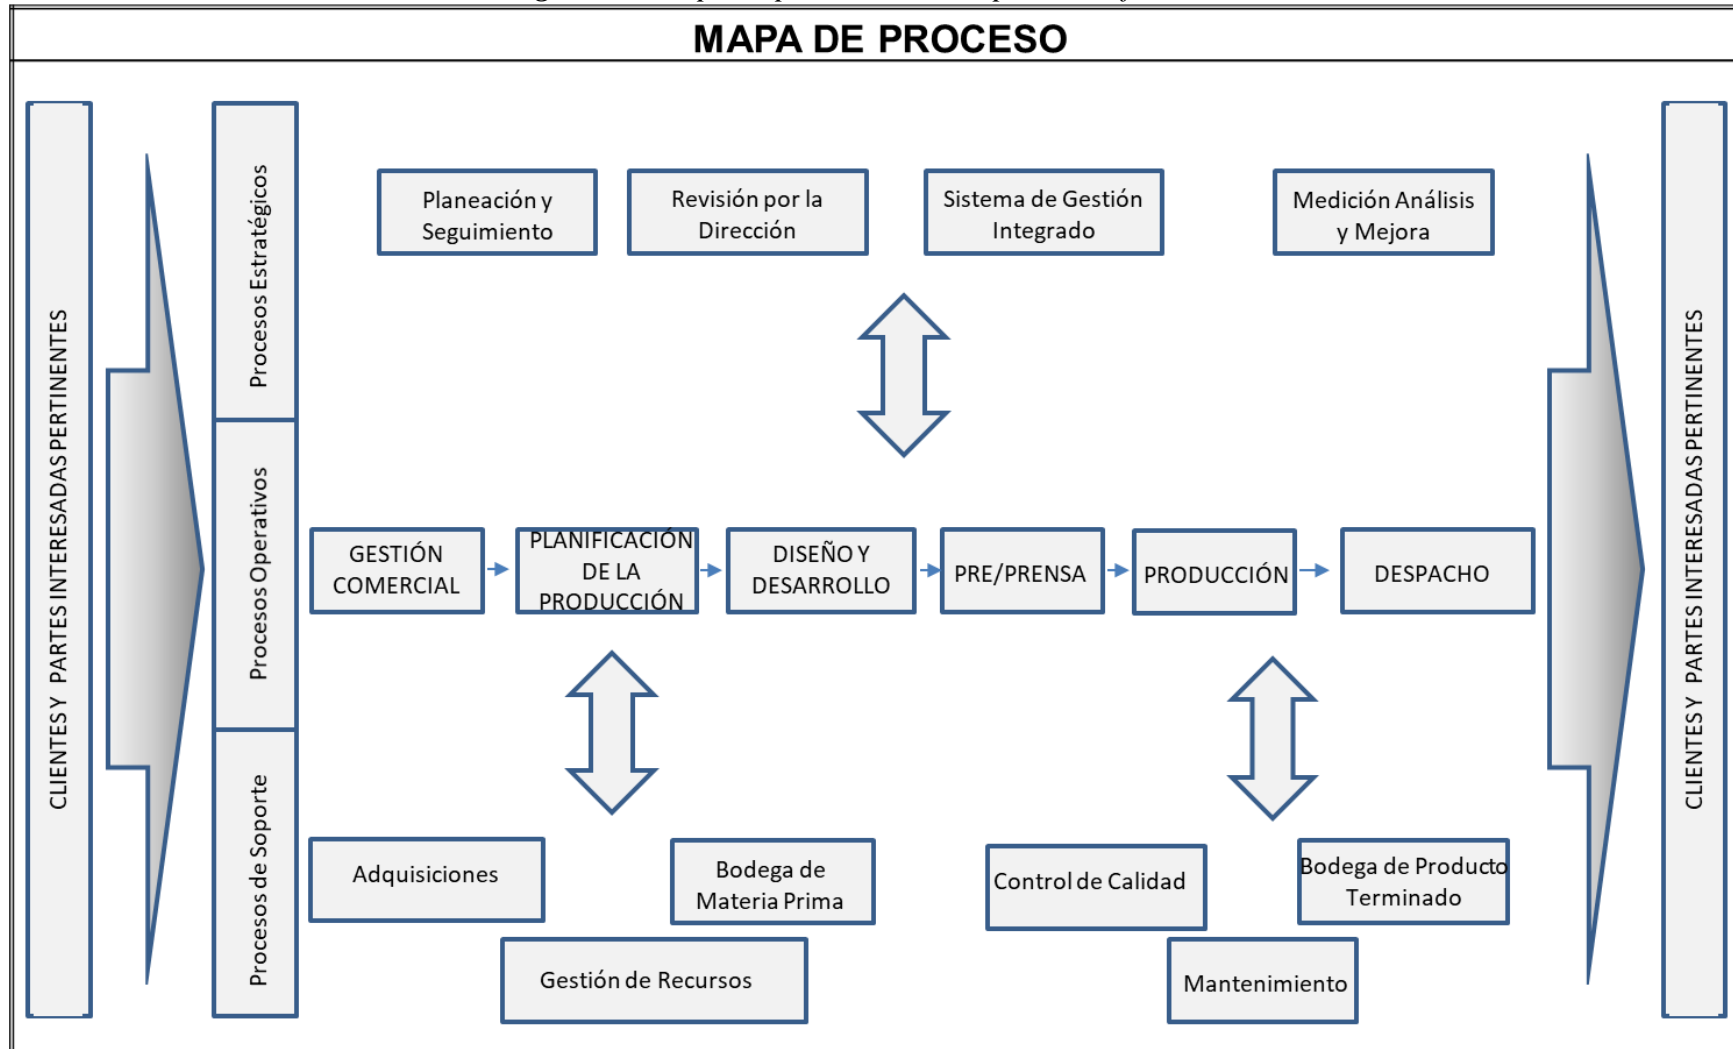 MAPA DE PROCESO
CLIENTES Y PARTES INTERESADAS PERTINENTES
Procesos Estratégicos
Planeación y
Seguimiento
Revisión por la
Dirección
Sistema de Gestión
Integrado
Medición Análisis
y Mejora
Procesos Operativos
GESTIÓN
COMERCIAL
PLANIFICACIÓN
DE LA
PRODUCCIÓN
DISEÑO Y
DESARROLLO
PRE/PRENSA
PRODUCCIÓN
DESPACHO
Procesos de Soporte
Adquisiciones
Bodega de
Materia Prima
Control de Calidad
Bodega de Producto
Terminado
Gestión de Recursos
Mantenimiento
CLIENTES Y PARTES INTERESADAS PERTINENTES